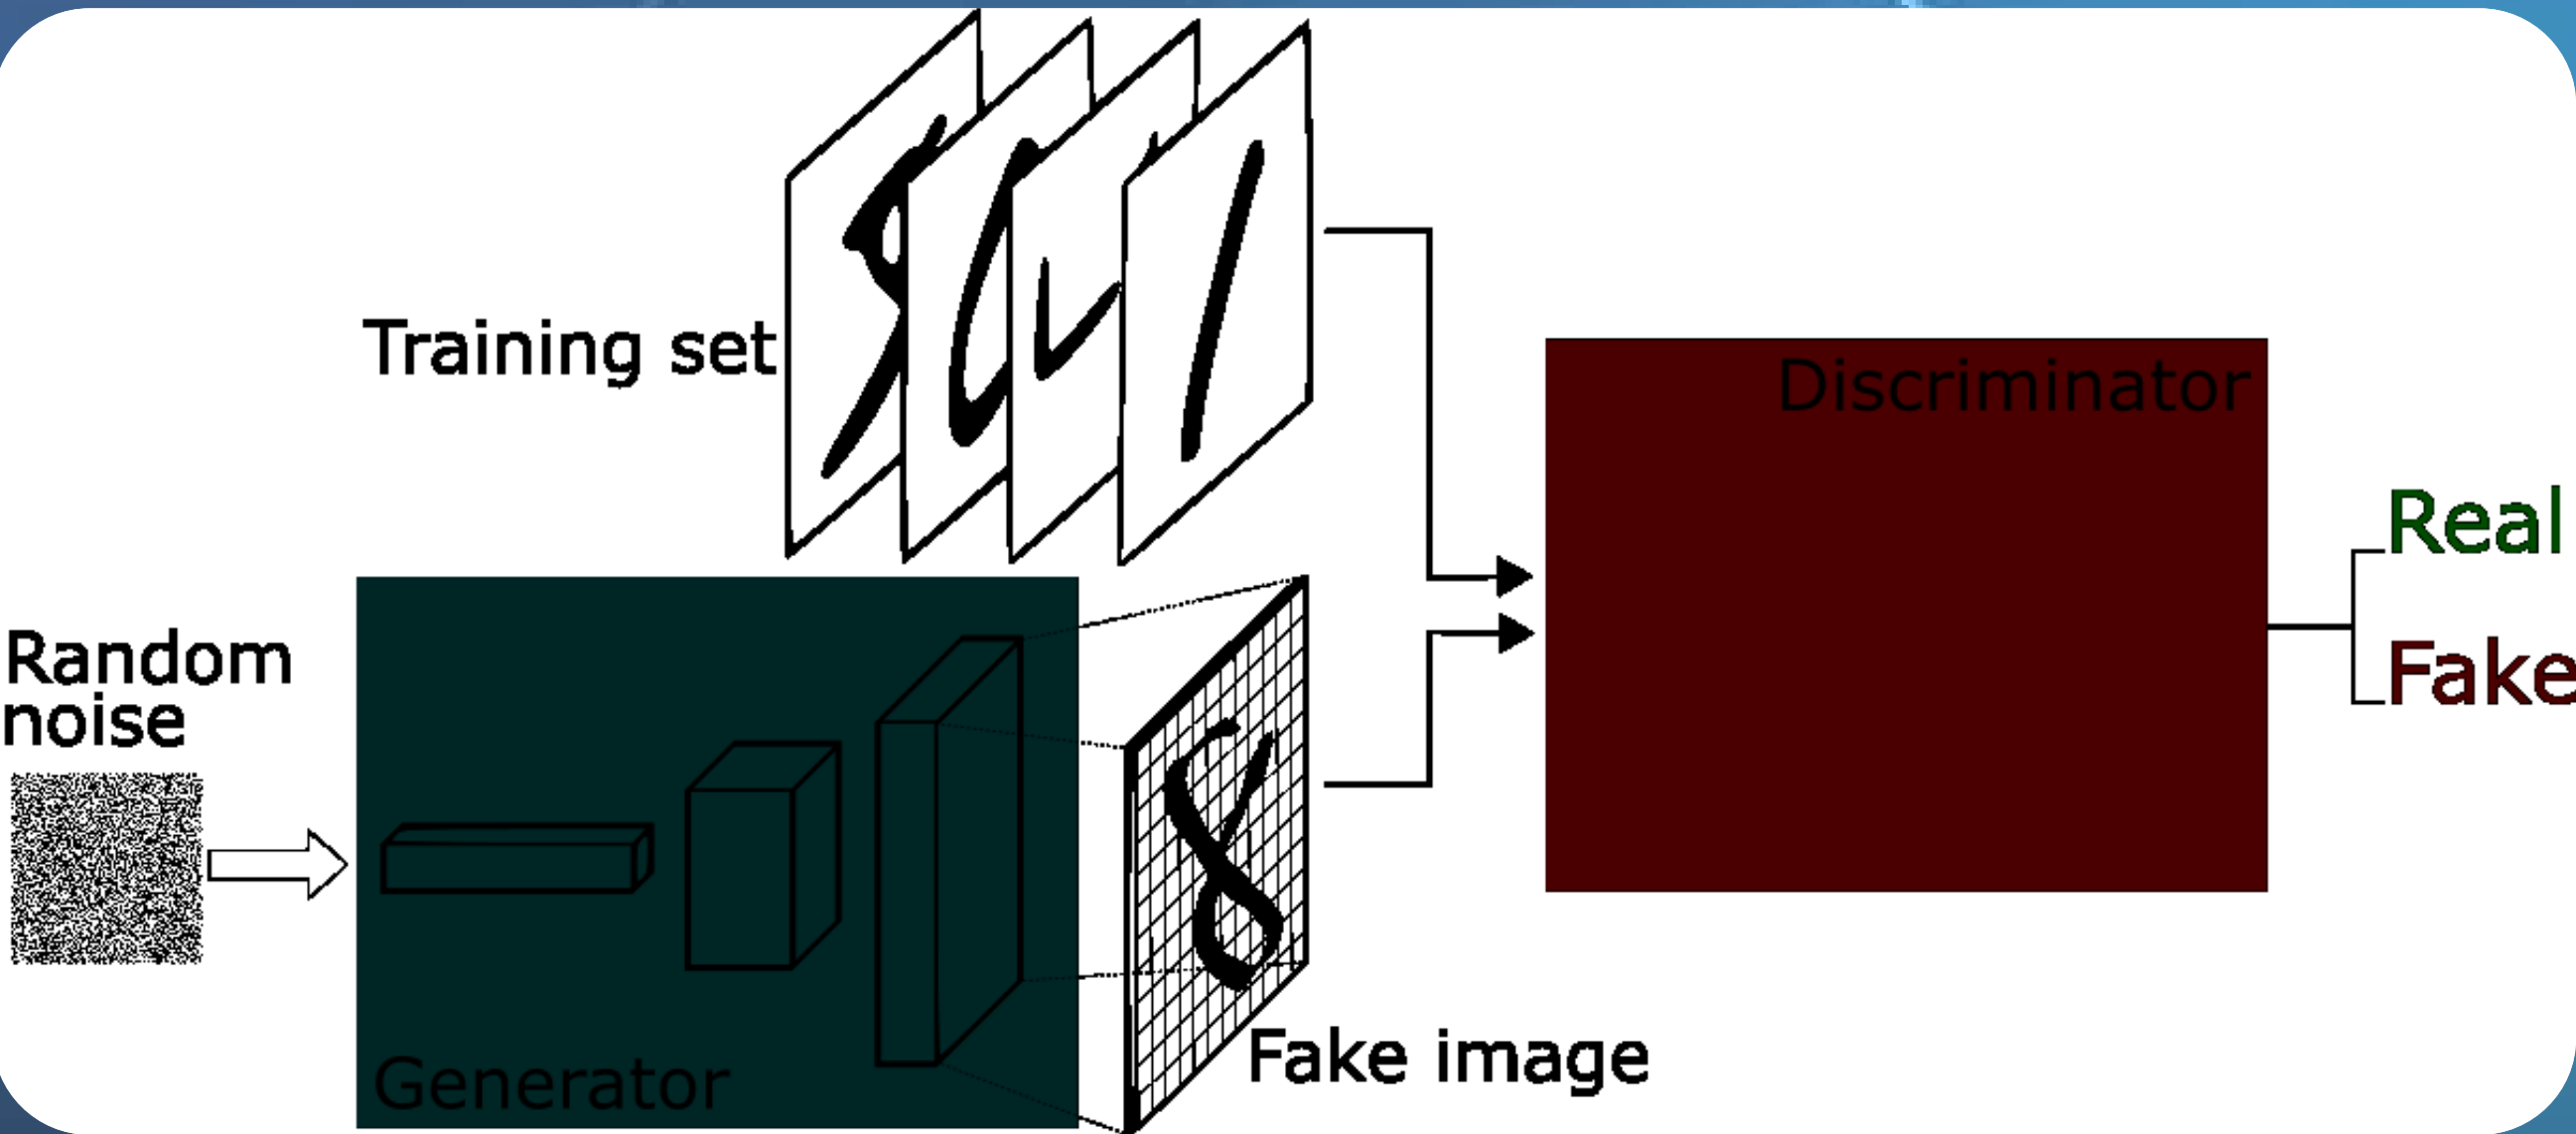 Training set
Discriminator
Real
Fake
Random
noise
Generator
Fake image